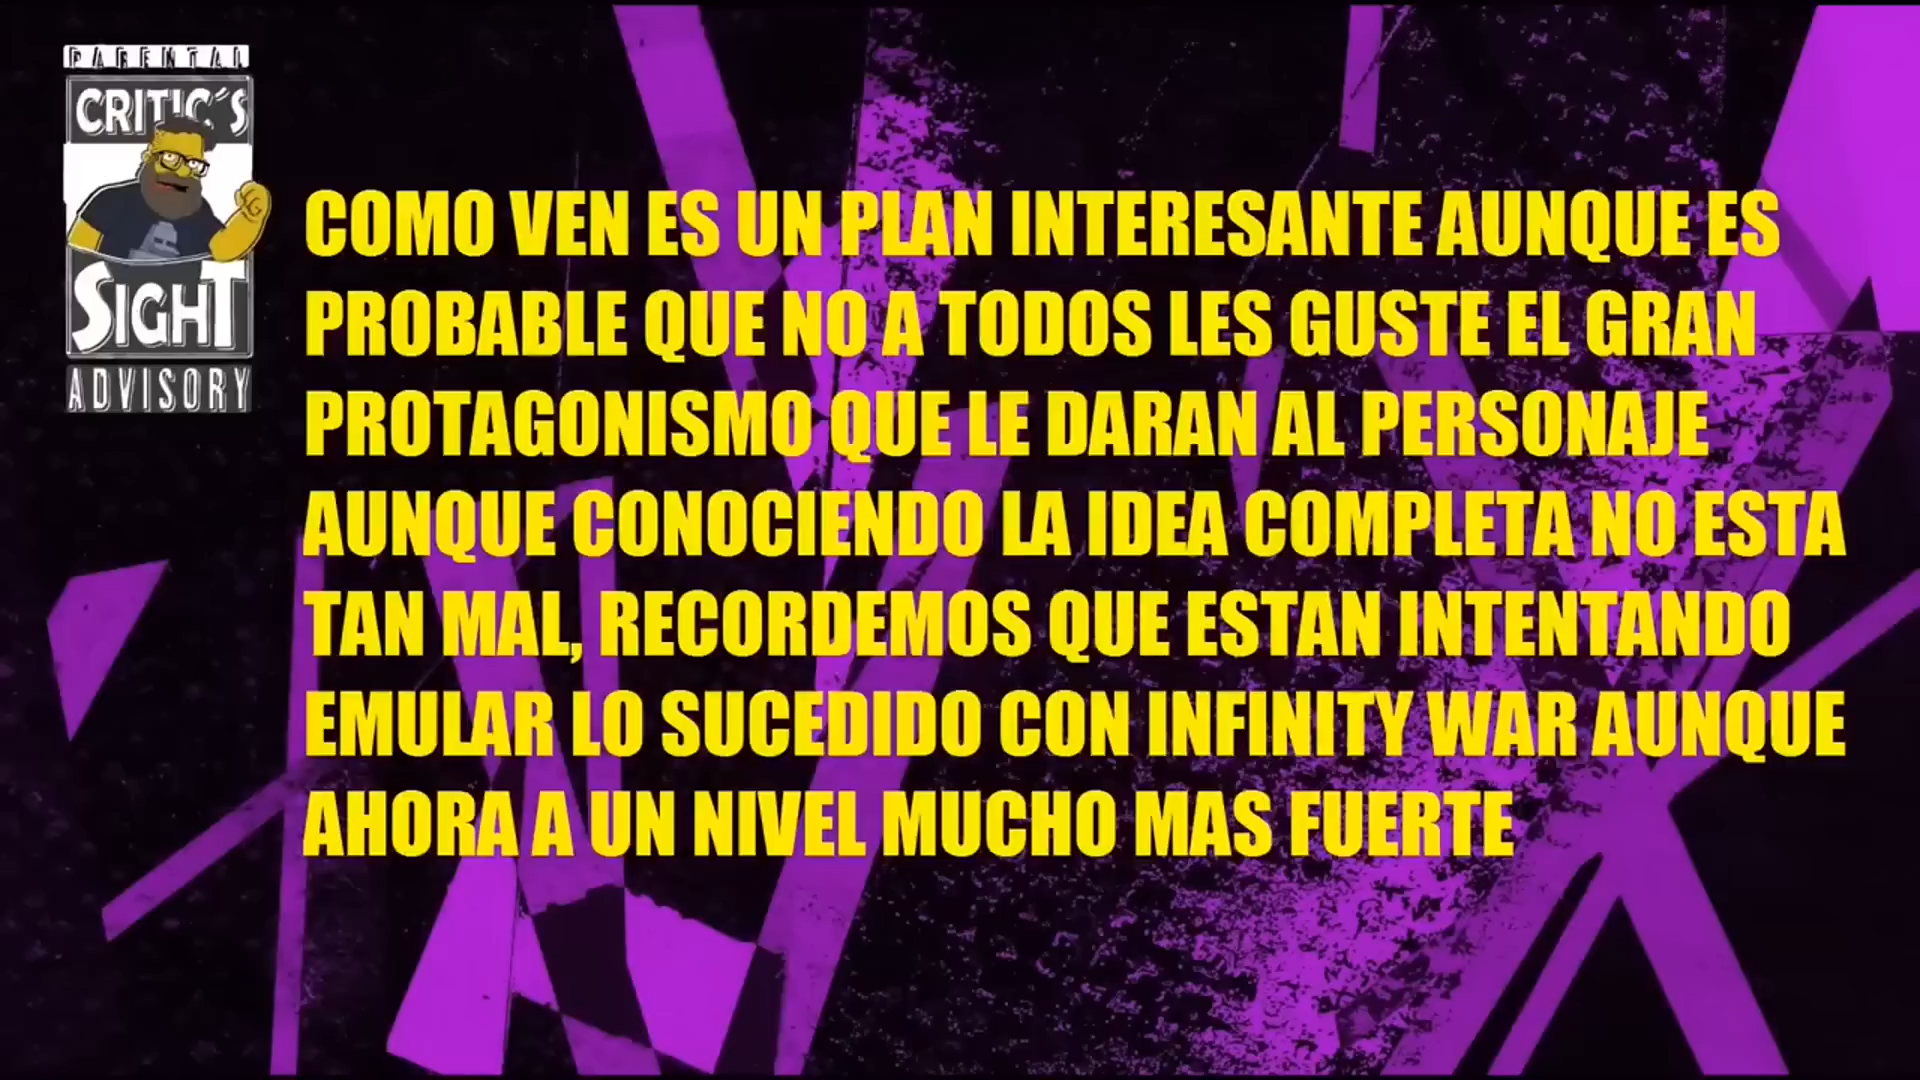 PARENTAL
CRITIC´S
SIGHT
ADVISORY
COMO VEN ES UN PLAN INTERESANTE AUNQUE ES
PROBABLE QUE NO A TODOS LES GUSTE EL GRAN
PROTAGONISMO QUE LE DARAN AL PERSONAJE
AUNQUE CONOCIENDO LA IDEA COMPLETA NO ESTA
TAN MAL, RECORDEMOS QUE ESTAN INTENTANDO
EMULAR LO SUCEDIDO CON INFINITY WAR AUNQUE
AHORA A UN NIVEL MUCHO MAS FUERTE